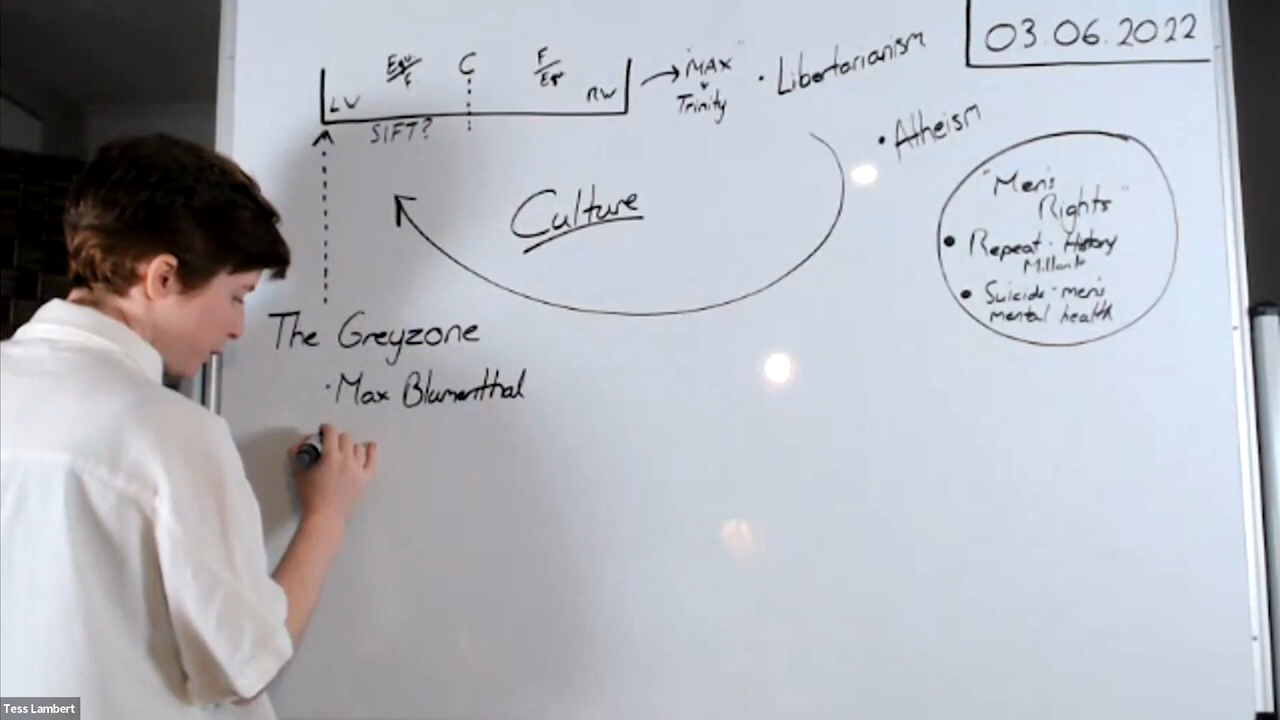 03.06.2022
Equ/F
C
F/Eq
LW
RW
SIFT?
→ "MAX"
Trinity
· Libertarianism
· Atheism
Culture
"Men's
Rights"
• Repeat · History
• Suicide - men's
mental health
The Greyzone
· Max Blumenthal
Tess Lambert